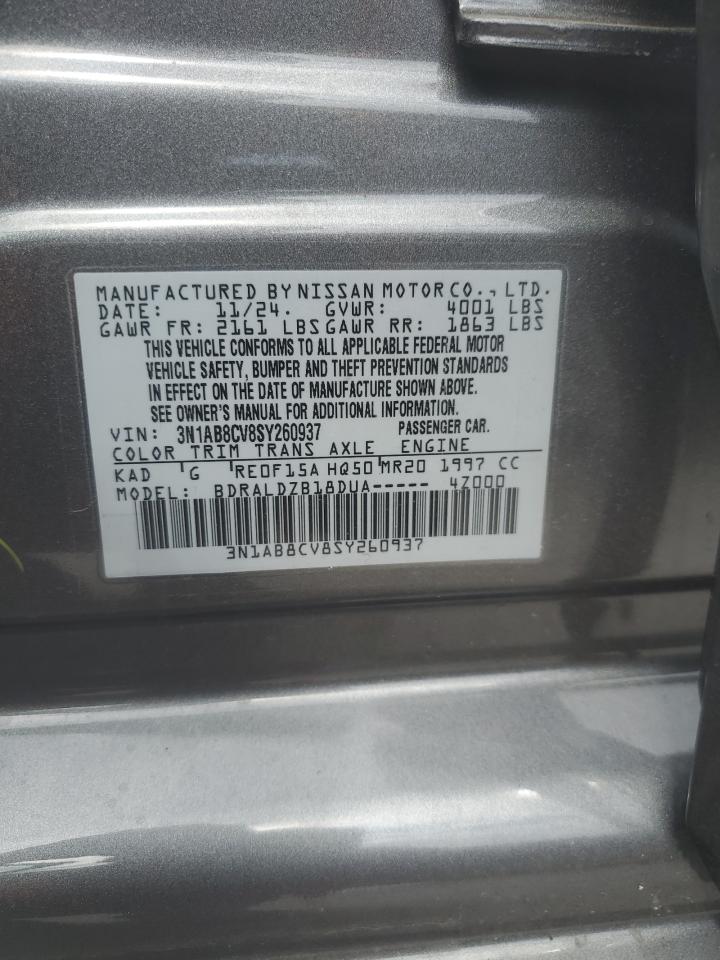 MANUFACTURED BY NISSAN MOTOR CO., LTD.
DATE: 11/24. GVWR: 4001 LBS
GAWR FR: 2161 LBS GAWR RR: 1863 LBS
THIS VEHICLE CONFORMS TO ALL APPLICABLE FEDERAL MOTOR
VEHICLE SAFETY, BUMPER AND THEFT PREVENTION STANDARDS
IN EFFECT ON THE DATE OF MANUFACTURE SHOWN ABOVE.
SEE OWNER'S MANUAL FOR ADDITIONAL INFORMATION.
VIN: 3N1AB8CV8SY260937 PASSENGER CAR.
COLOR TRIM TRANS AXLE ENGINE
KAD G RE0F15A HQ50 MR20 1997 CC
MODEL: BDRALDZB18DUA----- 4Z000
3N1AB8CV8SY260937